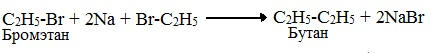 C2H5-Br + 2Na + Br-C2H5 ⟶ C2H5-C2H5 + 2NaBr
Бромэтан Бутан